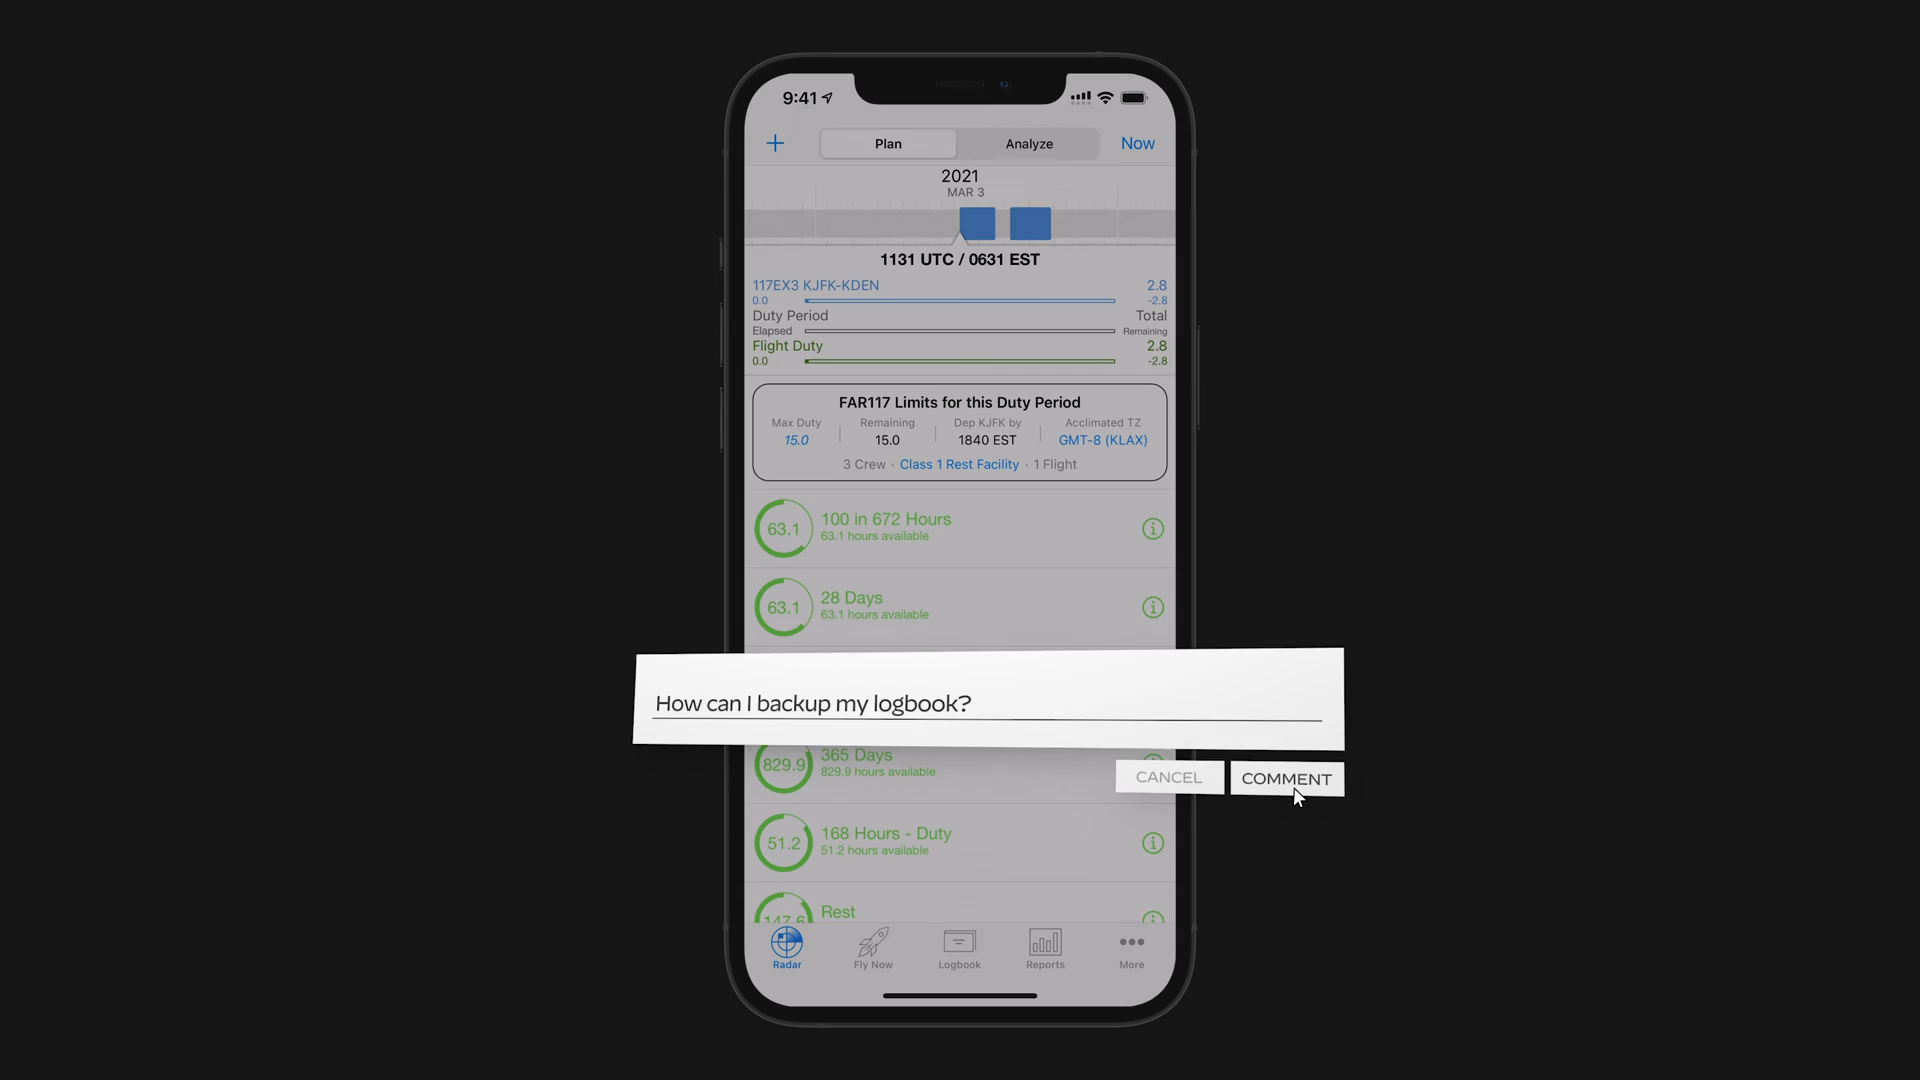 9:41
Plan
Analyze
Now
2021
MAR 3
1131 UTC / 0631 EST
117EX3 KJFK-KDEN 2.8
0.0 -2.8
Duty Period Total
Elapsed Remaining
Flight Duty 2.8
0.0 -2.8
FAR117 Limits for this Duty Period
Max Duty Remaining Dep KJFK by Acclimated TZ
15.0 15.0 1840 EST GMT-8 (KLAX)
3 Crew · Class 1 Rest Facility · 1 Flight
63.1
100 in 672 Hours
63.1 hours available
63.1
28 Days
63.1 hours available
How can I backup my logbook?
829.9
365 Days
829.9 hours available
CANCEL
COMMENT
51.2
168 Hours - Duty
51.2 hours available
147.6
Rest
Radar
Fly Now
Logbook
Reports
More